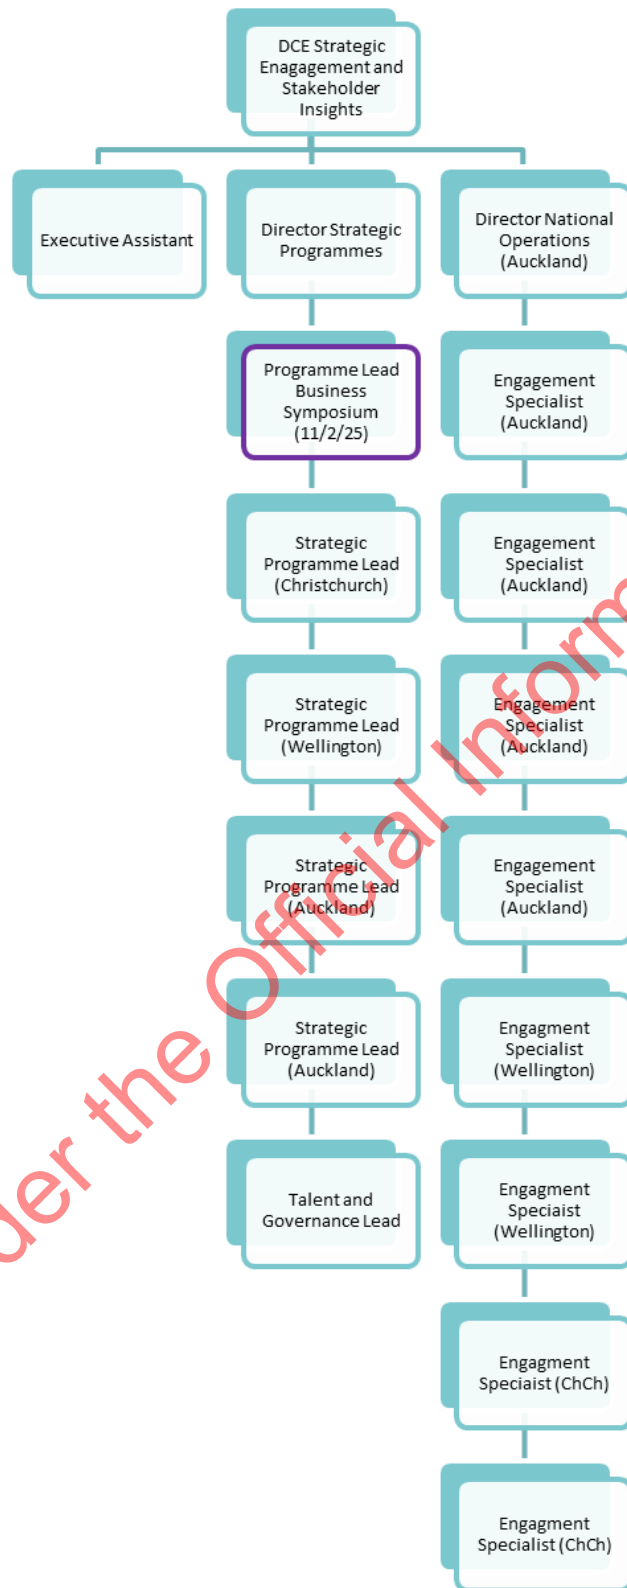 DCE Strategic
Enagagement and
Stakeholder
Insights
Executive Assistant
Director Strategic
Programmes
Director National
Operations
(Auckland)
Programme Lead
Business
Symposium
(11/2/25)
Engagement
Specialist
(Auckland)
Strategic
Programme Lead
(Christchurch)
Engagement
Specialist
(Auckland)
Strategic
Programme Lead
(Wellington)
Engagement
Specialist
(Auckland)
Strategic
Programme Lead
(Auckland)
Engagement
Specialist
(Auckland)
Strategic
Programme Lead
(Auckland)
Engagment
Specialist
(Wellington)
Talent and
Governance Lead
Engagment
Speciaist
(Wellington)
Engagment
Speciaist (ChCh)
Engagment
Specialist (ChCh)
the Official